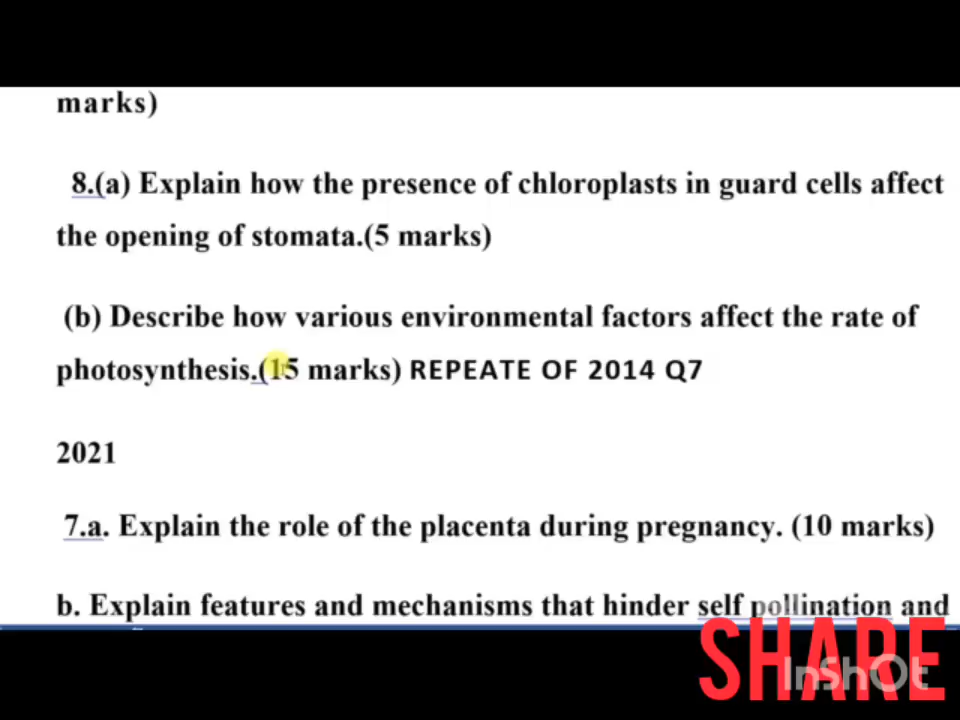 marks)
8.(a) Explain how the presence of chloroplasts in guard cells affect
the opening of stomata.(5 marks)
(b) Describe how various environmental factors affect the rate of
photosynthesis.(15 marks) REPEATE OF 2014 Q7
2021
7.a. Explain the role of the placenta during pregnancy. (10 marks)
b. Explain features and mechanisms that hinder self pollination and
SHARE
InShOt